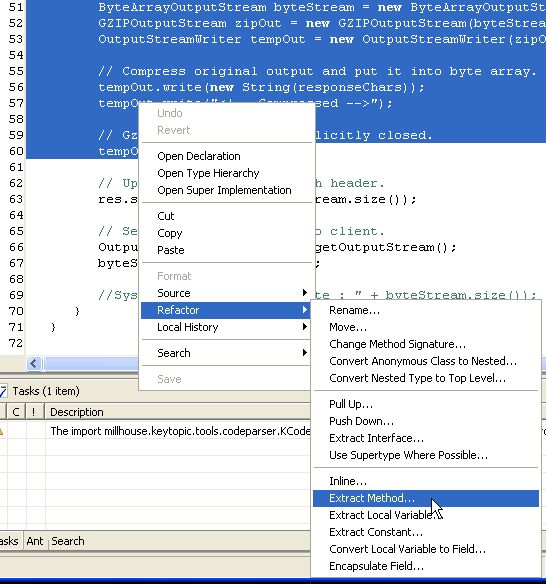 51 ByteArrayOutputStream byteStream = new ByteArrayOutputSt
52 GZIPOutputStream zipOut = new GZIPOutputStream(byteStrea
53 OutputStreamWriter tempOut = new OutputStreamWriter(zipO
54
55 // Compress original output and put it into byte array.
56 tempOut.write(new String(responseChars));
57 tempOu
58
59 // Gz licitly closed.
60 tempO
61
62 // Up h header.
63 res.s ram.size());
64
65 // Se o client.
66 Outpu getOutputStream();
67 byteS ;
68
69 //Sys te : " + byteStream.size());
70 }
71 }
72
Undo
Revert
Open Declaration
Open Type Hierarchy
Open Super Implementation
Cut
Copy
Paste
Format
Source
Refactor
Local History
Search
Save
Rename...
Move...
Change Method Signature...
Convert Anonymous Class to Nested...
Convert Nested Type to Top Level...
Pull Up...
Push Down...
Extract Interface...
Use Supertype Where Possible...
Inline...
Extract Method...
Extract Local Variable
Extract Constant...
Convert Local Variable to Field...
Encapsulate Field...
Tasks (1 item)
C ! Description
The import millhouse.keytopic.tools.codeparser.KCode
asks Ant Search